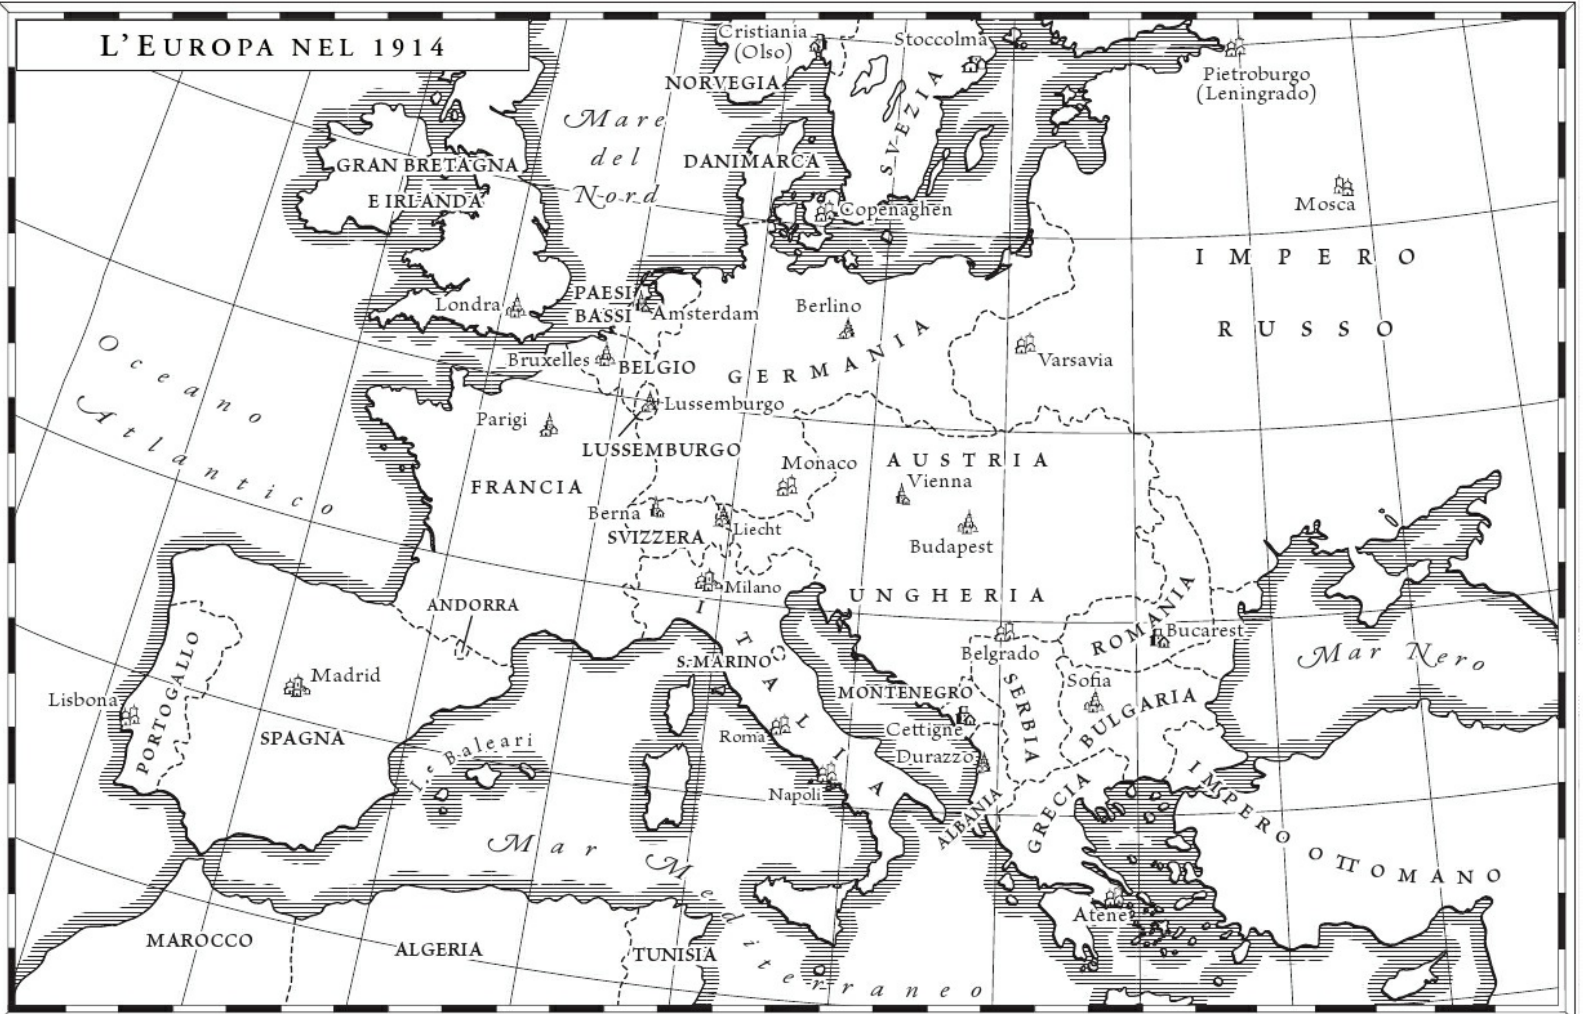 L'EUROPA NEL 1914
Cristiania
(Olso)
Stoccolma
NORVEGIA
SVEZIA
Pietroburgo
(Leningrado)
Mare
del
Nord
GRAN BRETAGNA
E IRLANDA
DANIMARCA
Copenaghen
Mosca
IMPERO
RUSSO
Londra
PAESI
BASSI
Amsterdam
Berlino
Bruxelles
BELGIO
GERMANIA
Varsavia
Oceano
Atlantico
Parigi
Lussemburgo
LUSSEMBURGO
FRANCIA
Monaco
AUSTRIA
Vienna
Berna
SVIZZERA
Liecht
Budapest
Milano
UNGHERIA
ANDORRA
ITALIA
ROMANIA
Bucarest
Belgrado
Mar Nero
S. MARINO
PORTOGALLO
Lisbona
Madrid
SPAGNA
MONTENEGRO
SERBIA
Sofia
BULGARIA
Cettigne
Roma
Durazzo
Le Baleari
Napoli
ALBANIA
GRECIA
IMPERO OTTOMANO
Mar Mediterraneo
Atene
MAROCCO
ALGERIA
TUNISIA